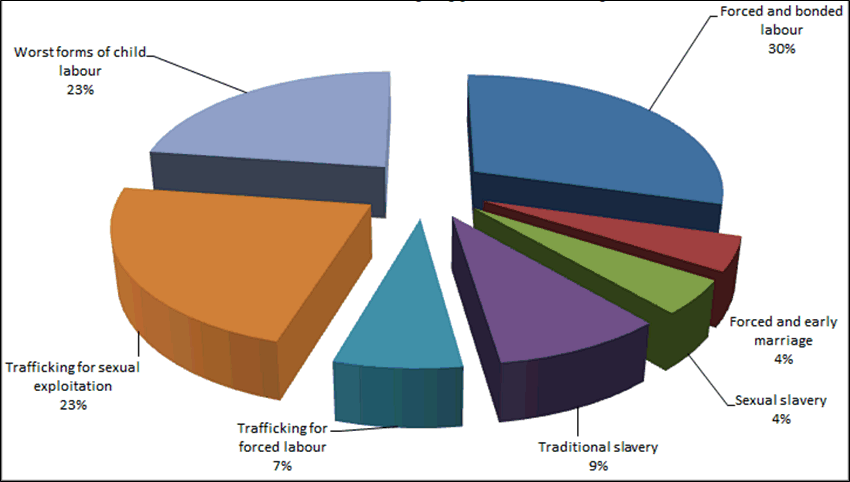 Forced and bonded
labour
30%
Worst forms of child
labour
23%
Forced and early
marriage
4%
Trafficking for sexual
exploitation
23%
Sexual slavery
4%
Trafficking for
forced labour
7%
Traditional slavery
9%